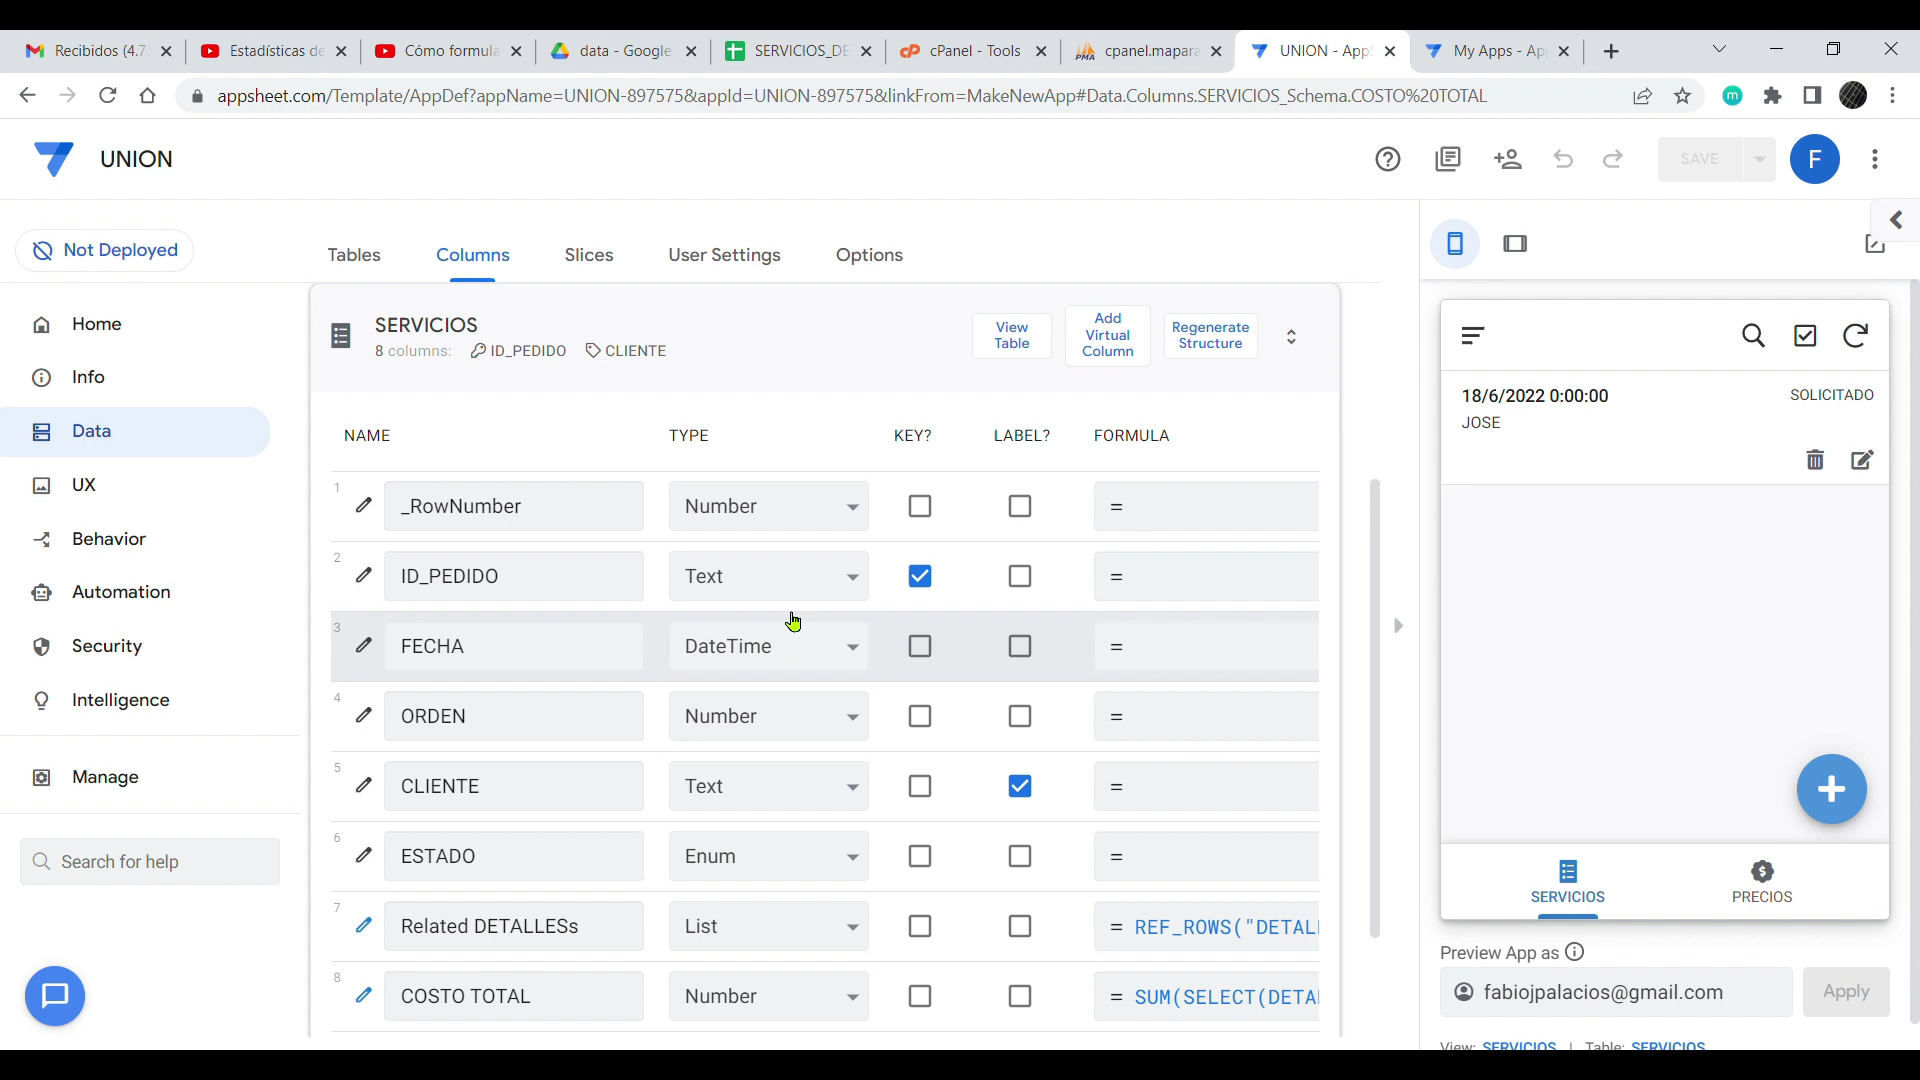 Recibidos (4.7
Estadísticas de
Cómo formula
data - Google
SERVICIOS_DE
cPanel - Tools
cpanel.mapara
UNION - App
My Apps - Ap
appsheet.com/Template/AppDef?appName=UNION-897575&appId=UNION-897575&linkFrom=MakeNewApp#Data.Columns.SERVICIOS_Schema.COSTO%20TOTAL
UNION
SAVE
F
Not Deployed
Home
Info
Data
UX
Behavior
Automation
Security
Intelligence
Manage
Search for help
Tables
Columns
Slices
User Settings
Options
SERVICIOS
8 columns: ID_PEDIDO CLIENTE
View Table
Add Virtual Column
Regenerate Structure
NAME TYPE KEY? LABEL? FORMULA
1 _RowNumber Number =
2 ID_PEDIDO Text =
3 FECHA DateTime =
4 ORDEN Number =
5 CLIENTE Text =
6 ESTADO Enum =
7 Related DETALLESs List = REF_ROWS("DETALL
8 COSTO TOTAL Number = SUM(SELECT(DETA
18/6/2022 0:00:00 SOLICITADO
JOSE
SERVICIOS
PRECIOS
Preview App as
fabiojpalacios@gmail.com
Apply
View: SERVICIOS | Table: SERVICIOS